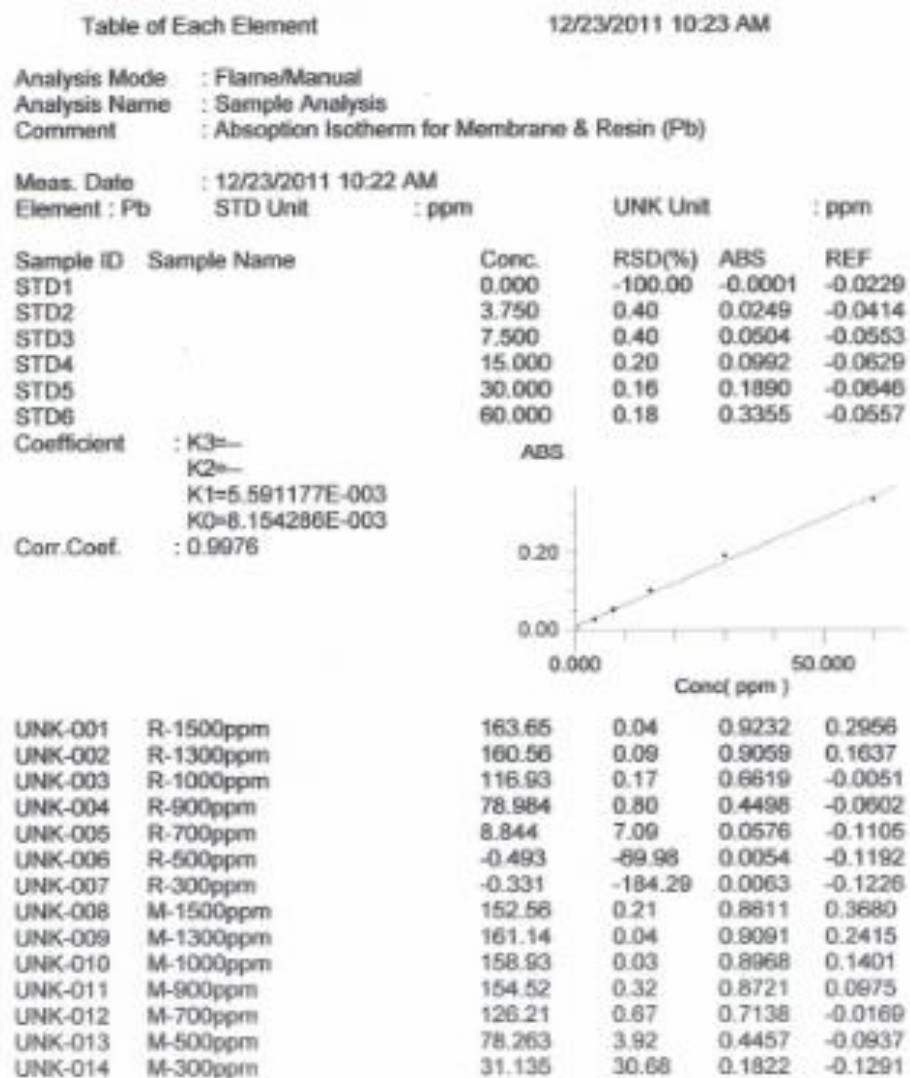 Table of Each Element 12/23/2011 10:23 AM
Analysis Mode : Flame/Manual
Analysis Name : Sample Analysis
Comment : Absoption Isotherm for Membrane & Resin (Pb)
Meas. Date : 12/23/2011 10:22 AM
Element : Pb STD Unit : ppm UNK Unit : ppm
Sample ID Sample Name Conc. RSD(%) ABS REF
STD1 0.000 -100.00 -0.0001 -0.0229
STD2 3.750 0.40 0.0249 -0.0414
STD3 7.500 0.40 0.0504 -0.0553
STD4 15.000 0.20 0.0992 -0.0629
STD5 30.000 0.16 0.1890 -0.0646
STD6 60.000 0.18 0.3355 -0.0557
Coefficient : K3=--
K2=--
K1=5.591177E-003
K0=8.154286E-003
Corr.Coef. : 0.9976
ABS
0.20
0.00
0.000 50.000
Conc( ppm )
UNK-001 R-1500ppm 163.65 0.04 0.9232 0.2956
UNK-002 R-1300ppm 160.56 0.09 0.9059 0.1637
UNK-003 R-1000ppm 116.93 0.17 0.6619 -0.0051
UNK-004 R-900ppm 78.984 0.80 0.4498 -0.0602
UNK-005 R-700ppm 8.844 7.09 0.0576 -0.1105
UNK-006 R-500ppm -0.493 -69.98 0.0054 -0.1192
UNK-007 R-300ppm -0.331 -184.29 0.0063 -0.1226
UNK-008 M-1500ppm 152.56 0.21 0.8611 0.3680
UNK-009 M-1300ppm 161.14 0.04 0.9091 0.2415
UNK-010 M-1000ppm 158.93 0.03 0.8968 0.1401
UNK-011 M-900ppm 154.52 0.32 0.8721 0.0975
UNK-012 M-700ppm 126.21 0.67 0.7138 -0.0169
UNK-013 M-500ppm 78.263 3.92 0.4457 -0.0937
UNK-014 M-300ppm 31.135 30.68 0.1822 -0.1291